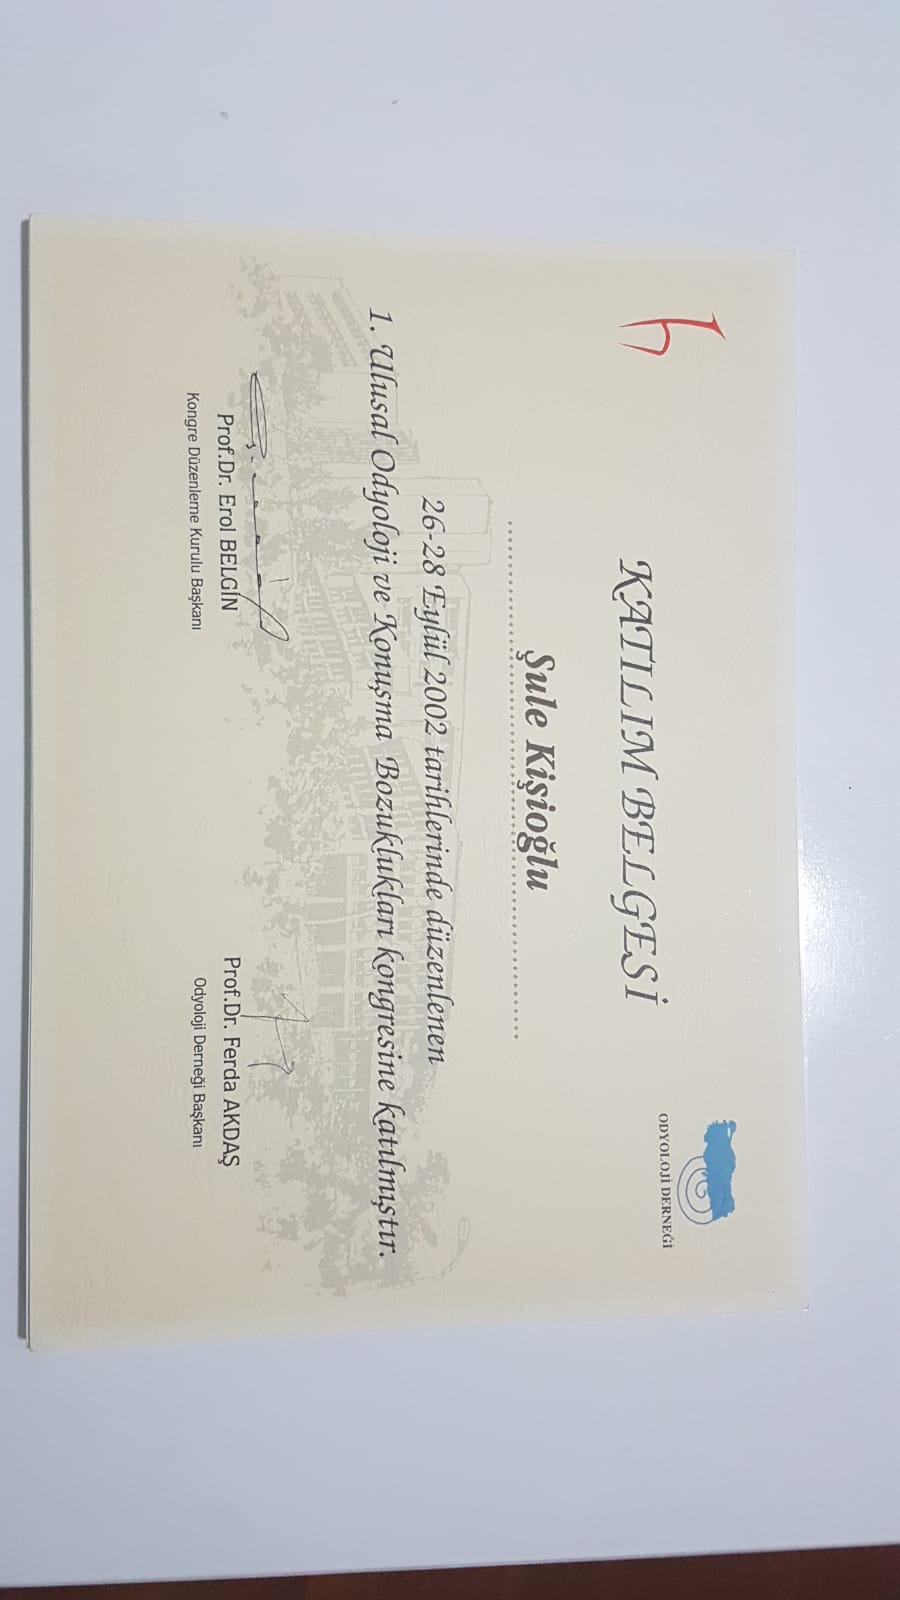 KATILIM BELGESİ
ODYOLOJİ DERNEĞİ
Şule Kişioğlu
26-28 Eylül 2002 tarihlerinde düzenlenen
1. Ulusal Odyoloji ve Konuşma Bozuklukları kongresine katılmıştır.
Prof.Dr. Erol BELGİN
Kongre Düzenleme Kurulu Başkanı
Prof.Dr. Ferda AKDAŞ
Odyoloji Derneği Başkanı